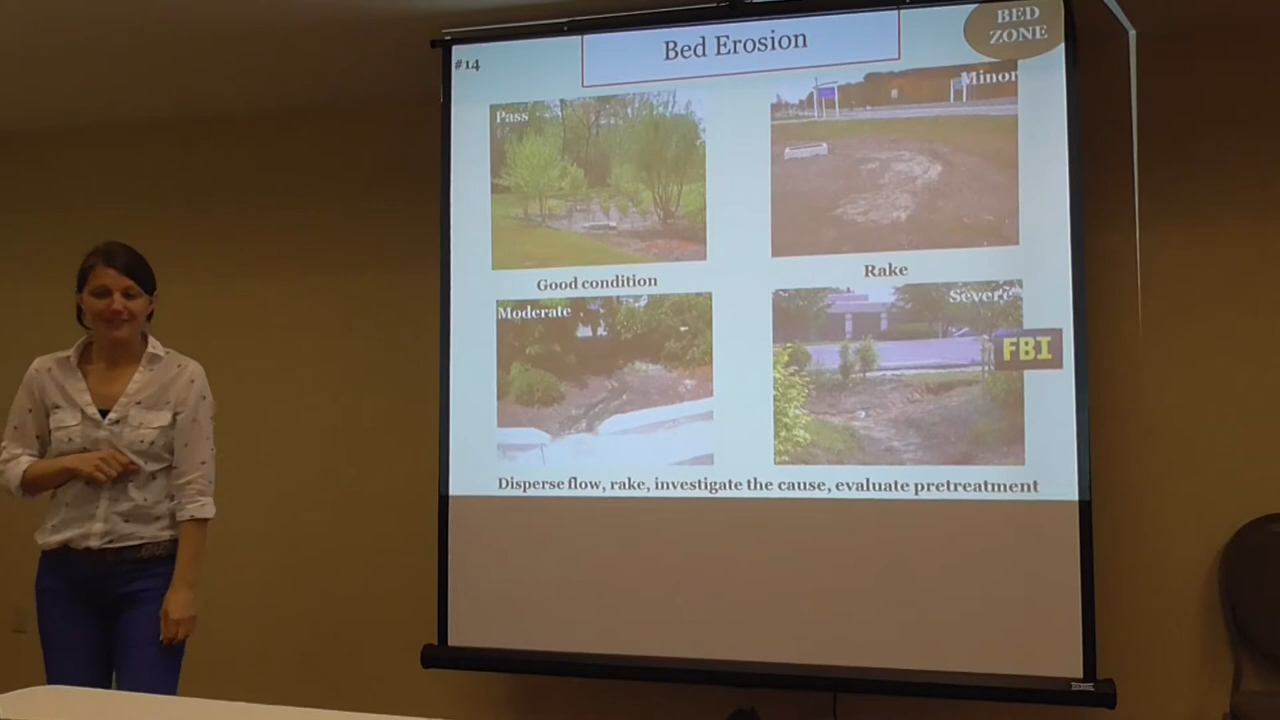 #14
Bed Erosion
BED
ZONE
Pass
Minor
Good condition
Rake
Moderate
Severe
FBI
Disperse flow, rake, investigate the cause, evaluate pretreatment